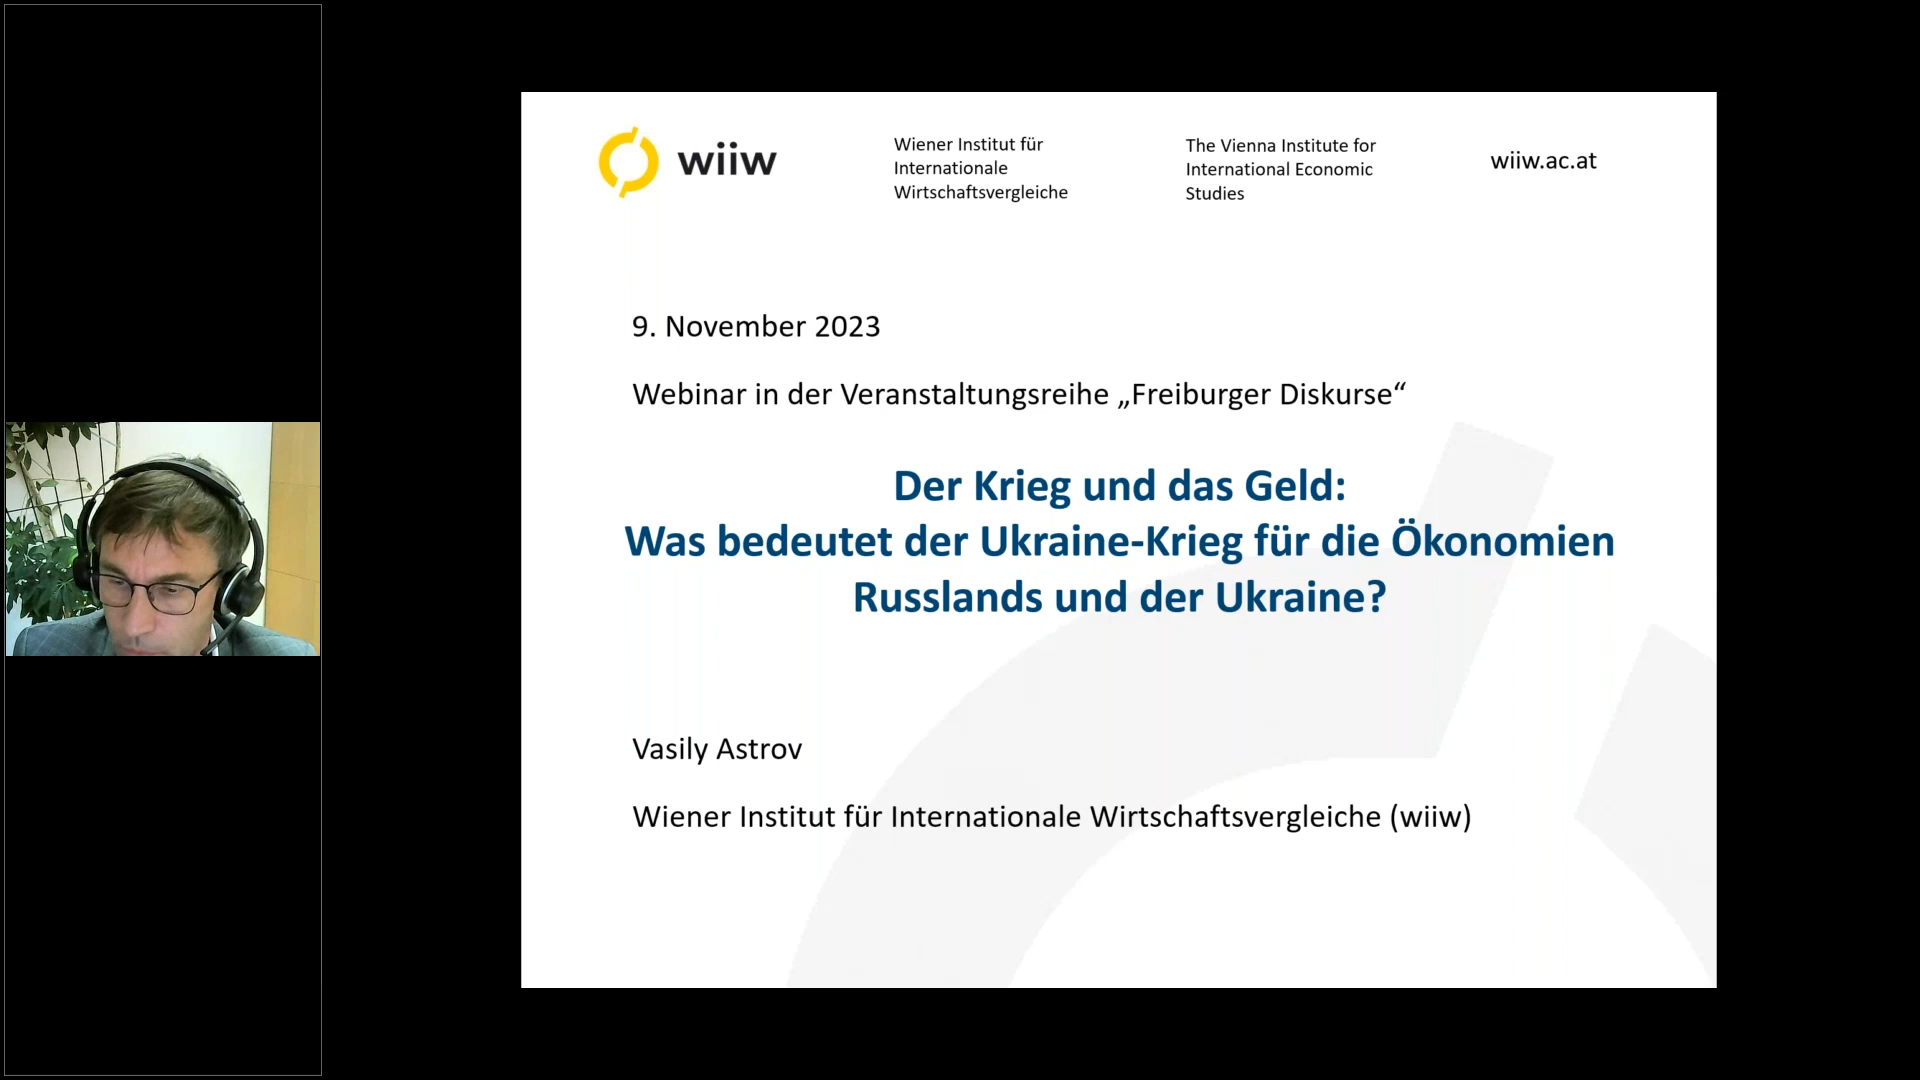 wiiw
Wiener Institut für
Internationale
Wirtschaftsvergleiche
The Vienna Institute for
International Economic
Studies
wiiw.ac.at
9. November 2023
Webinar in der Veranstaltungsreihe „Freiburger Diskurse“
Der Krieg und das Geld:
Was bedeutet der Ukraine-Krieg für die Ökonomien
Russlands und der Ukraine?
Vasily Astrov
Wiener Institut für Internationale Wirtschaftsvergleiche (wiiw)